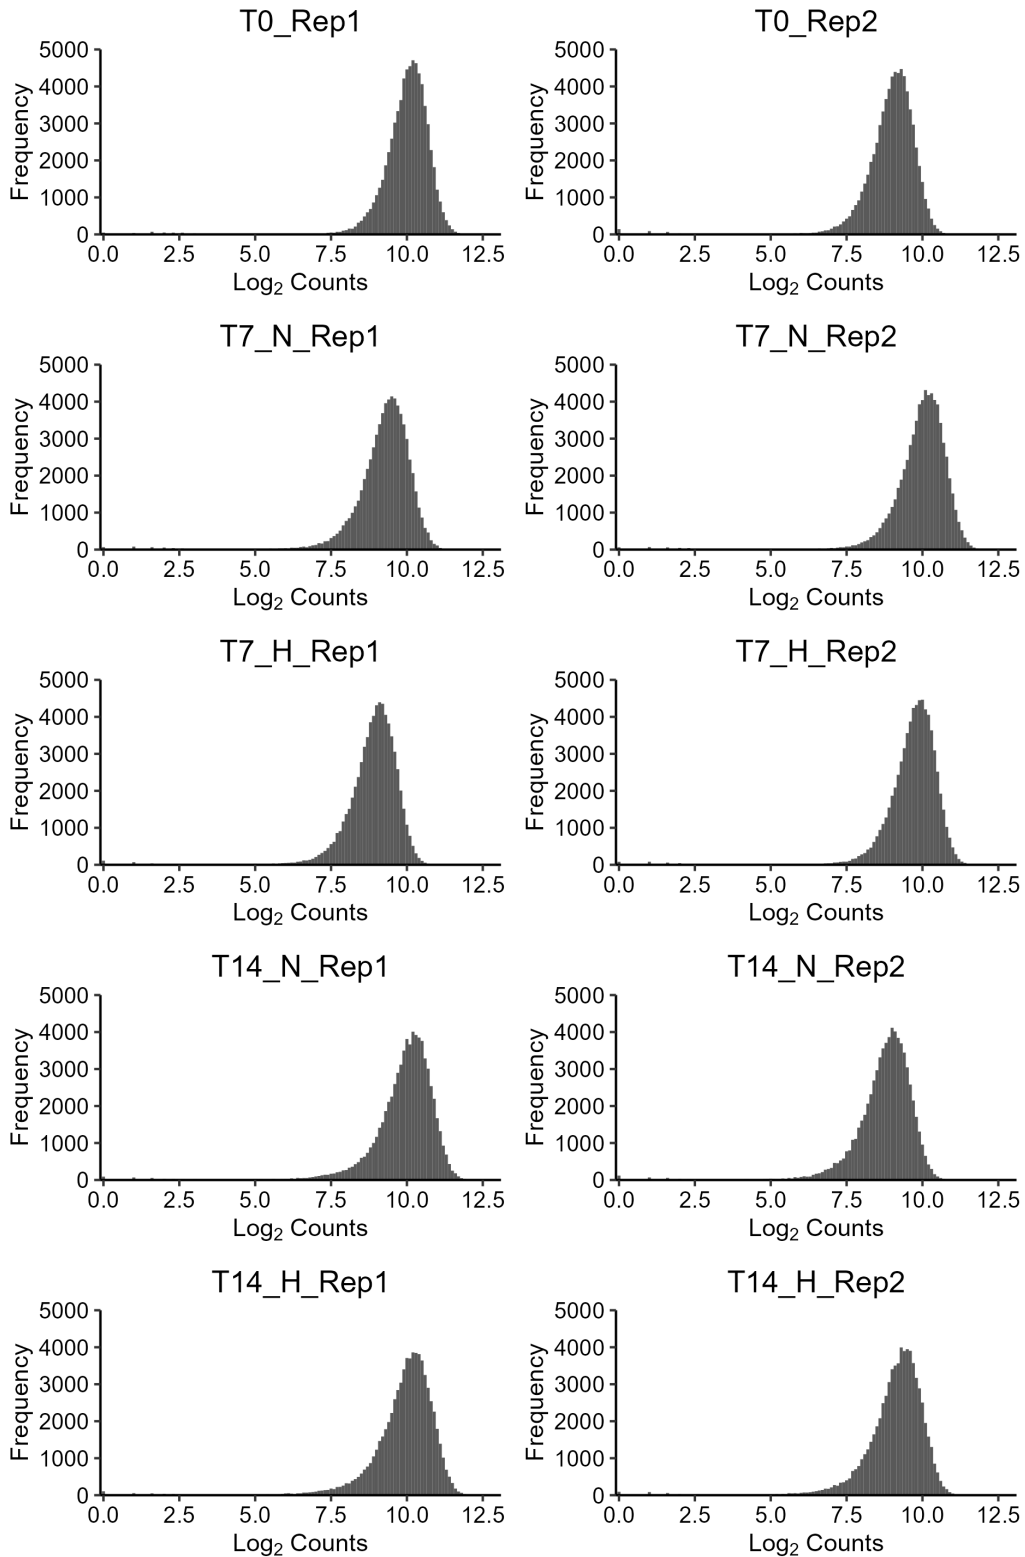 T0_Rep1 T0_Rep2
5000 5000
4000 4000
3000 3000
2000 2000
1000 1000
0 0
Frequency Frequency
0.0 2.5 5.0 7.5 10.0 12.5 0.0 2.5 5.0 7.5 10.0 12.5
Log₂ Counts Log₂ Counts
T7_N_Rep1 T7_N_Rep2
5000 5000
4000 4000
3000 3000
2000 2000
1000 1000
0 0
Frequency Frequency
0.0 2.5 5.0 7.5 10.0 12.5 0.0 2.5 5.0 7.5 10.0 12.5
Log₂ Counts Log₂ Counts
T7_H_Rep1 T7_H_Rep2
5000 5000
4000 4000
3000 3000
2000 2000
1000 1000
0 0
Frequency Frequency
0.0 2.5 5.0 7.5 10.0 12.5 0.0 2.5 5.0 7.5 10.0 12.5
Log₂ Counts Log₂ Counts
T14_N_Rep1 T14_N_Rep2
5000 5000
4000 4000
3000 3000
2000 2000
1000 1000
0 0
Frequency Frequency
0.0 2.5 5.0 7.5 10.0 12.5 0.0 2.5 5.0 7.5 10.0 12.5
Log₂ Counts Log₂ Counts
T14_H_Rep1 T14_H_Rep2
5000 5000
4000 4000
3000 3000
2000 2000
1000 1000
0 0
Frequency Frequency
0.0 2.5 5.0 7.5 10.0 12.5 0.0 2.5 5.0 7.5 10.0 12.5
Log₂ Counts Log₂ Counts